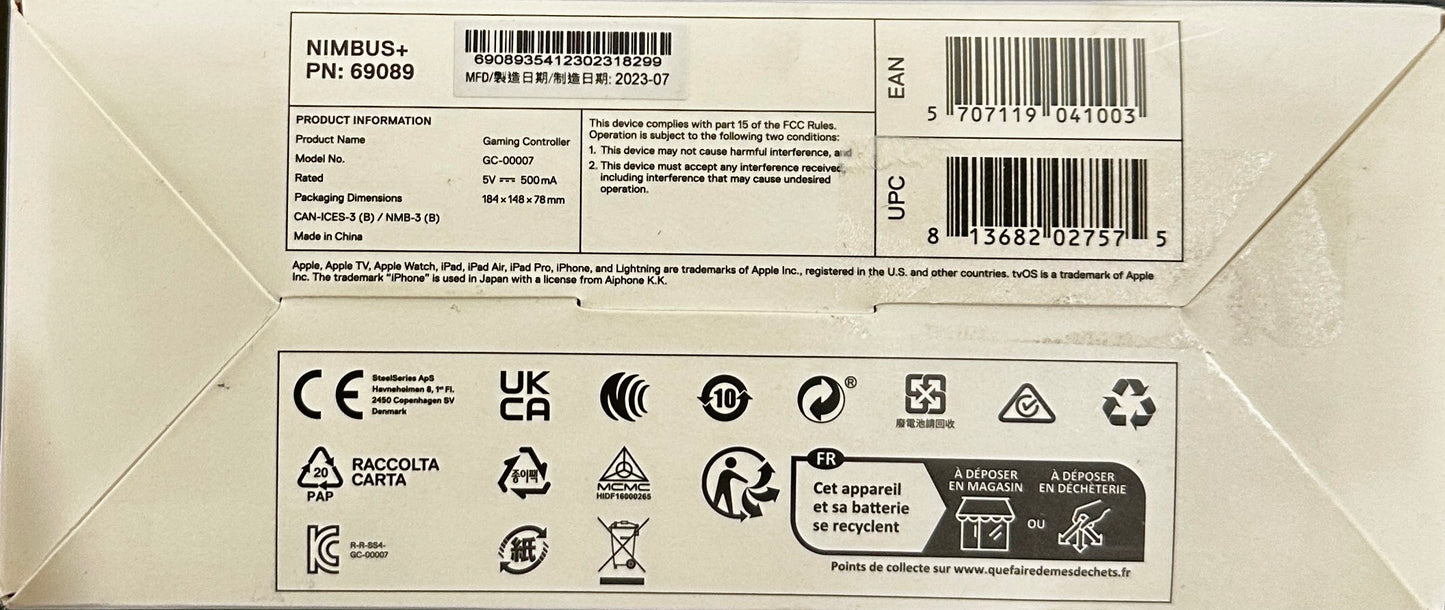 NIMBUS+
PN: 69089
6908935412302318299
MFD/製造日期/制造日期: 2023-07
EAN
5 707119 041003
UPC
8 13682 02757 5
PRODUCT INFORMATION
Product Name Gaming Controller
Model No. GC-00007
Rated 5V ⎓ 500mA
Packaging Dimensions 184 x 148 x 78 mm
CAN-ICES-3 (B) / NMB-3 (B)
Made in China
This device complies with part 15 of the FCC Rules.
Operation is subject to the following two conditions:
1. This device may not cause harmful interference, and
2. This device must accept any interference received,
including interference that may cause undesired
operation.
Apple, Apple TV, Apple Watch, iPad, iPad Air, iPad Pro, iPhone, and Lightning are trademarks of Apple Inc., registered in the U.S. and other countries. tvOS is a trademark of Apple
Inc. The trademark "iPhone" is used in Japan with a license from Aiphone K.K.
CE
SteelSeries ApS
Havneholmen 8, 1st Fl.
2450 Copenhagen SV
Denmark
UK
CA
10
®
廢電池請回收
20
PAP
RACCOLTA
CARTA
종이팩
MCMC
HIDF16000265
FR
Cet appareil
et sa batterie
se recyclent
À DÉPOSER
EN MAGASIN
OU
À DÉPOSER
EN DÉCHÈTERIE
Points de collecte sur www.quefairedemesdechets.fr
R-R-SS4-
GC-00007
紙